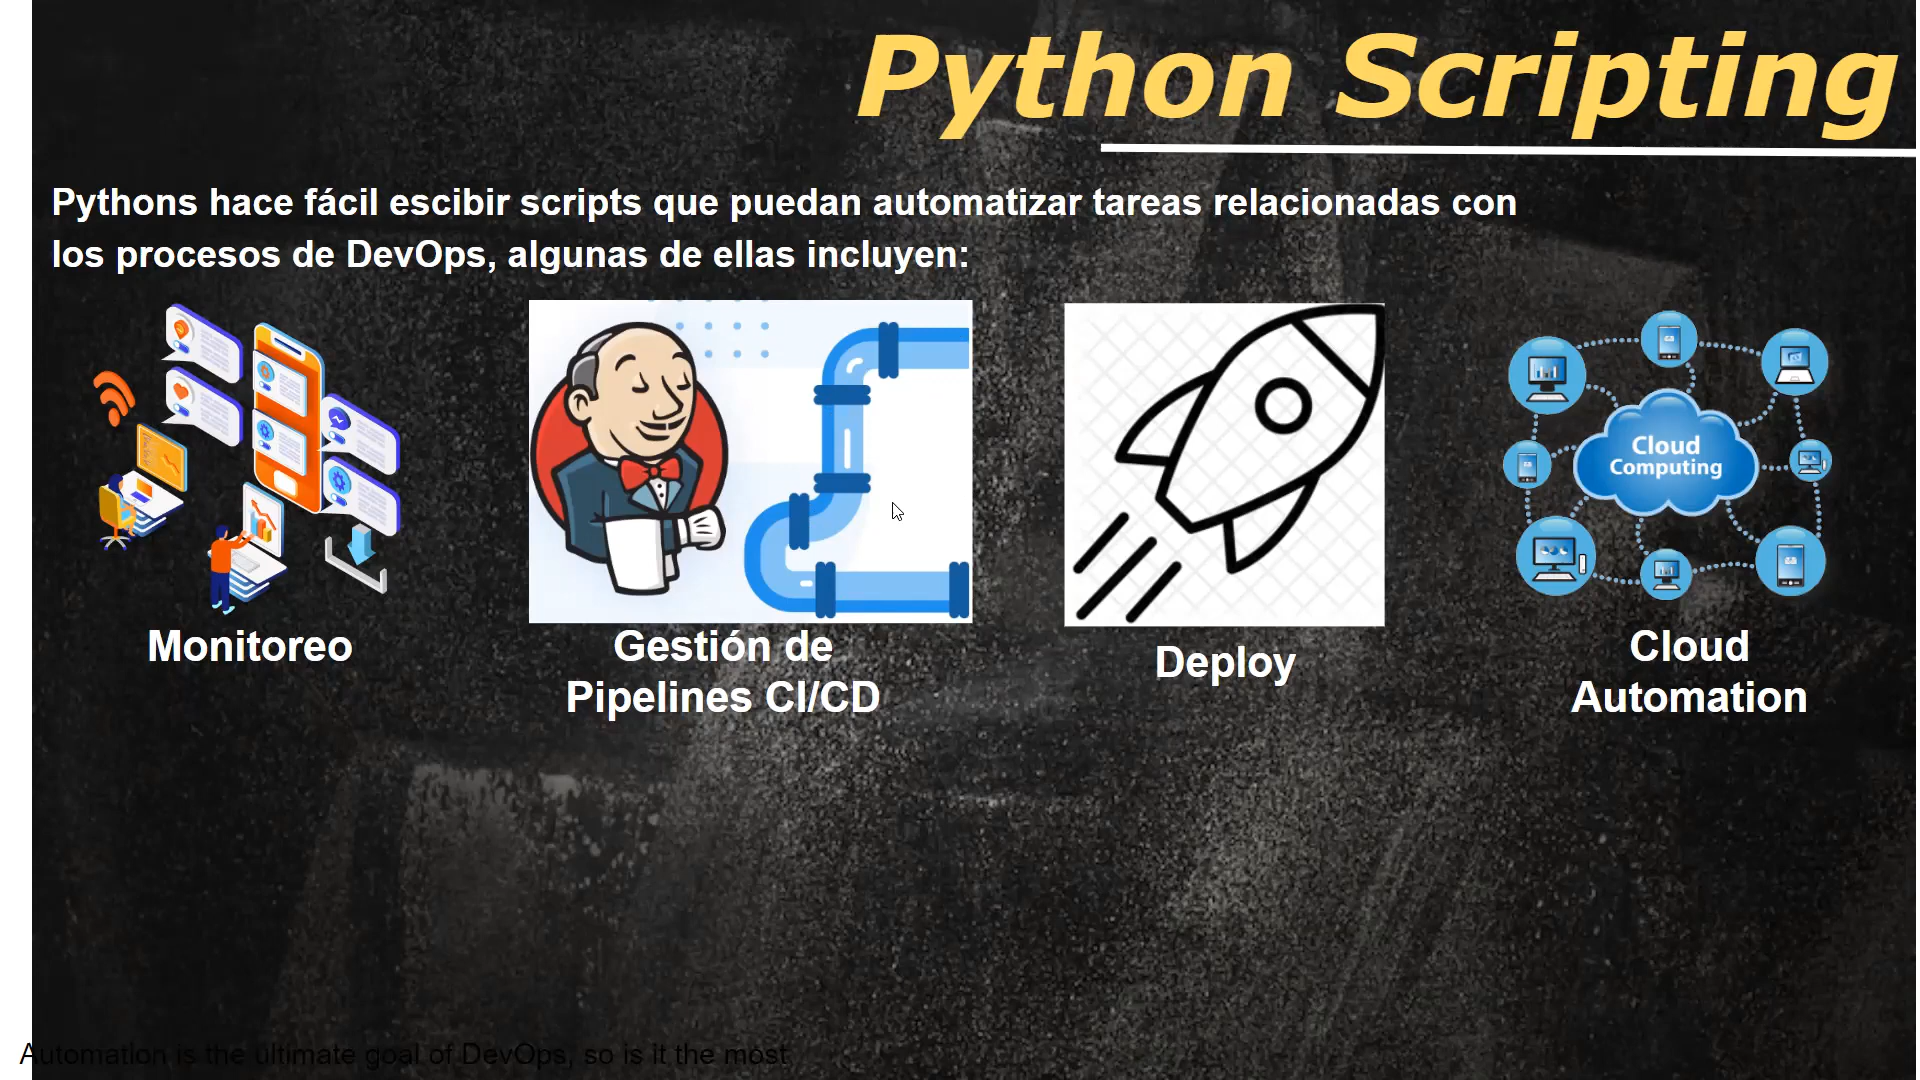 Python Scripting
Pythons hace fácil escibir scripts que puedan automatizar tareas relacionadas con
los procesos de DevOps, algunas de ellas incluyen:
Cloud
Computing
Monitoreo
Gestión de
Pipelines CI/CD
Deploy
Cloud
Automation
Automation is the ultimate goal of DevOps, so is it the most